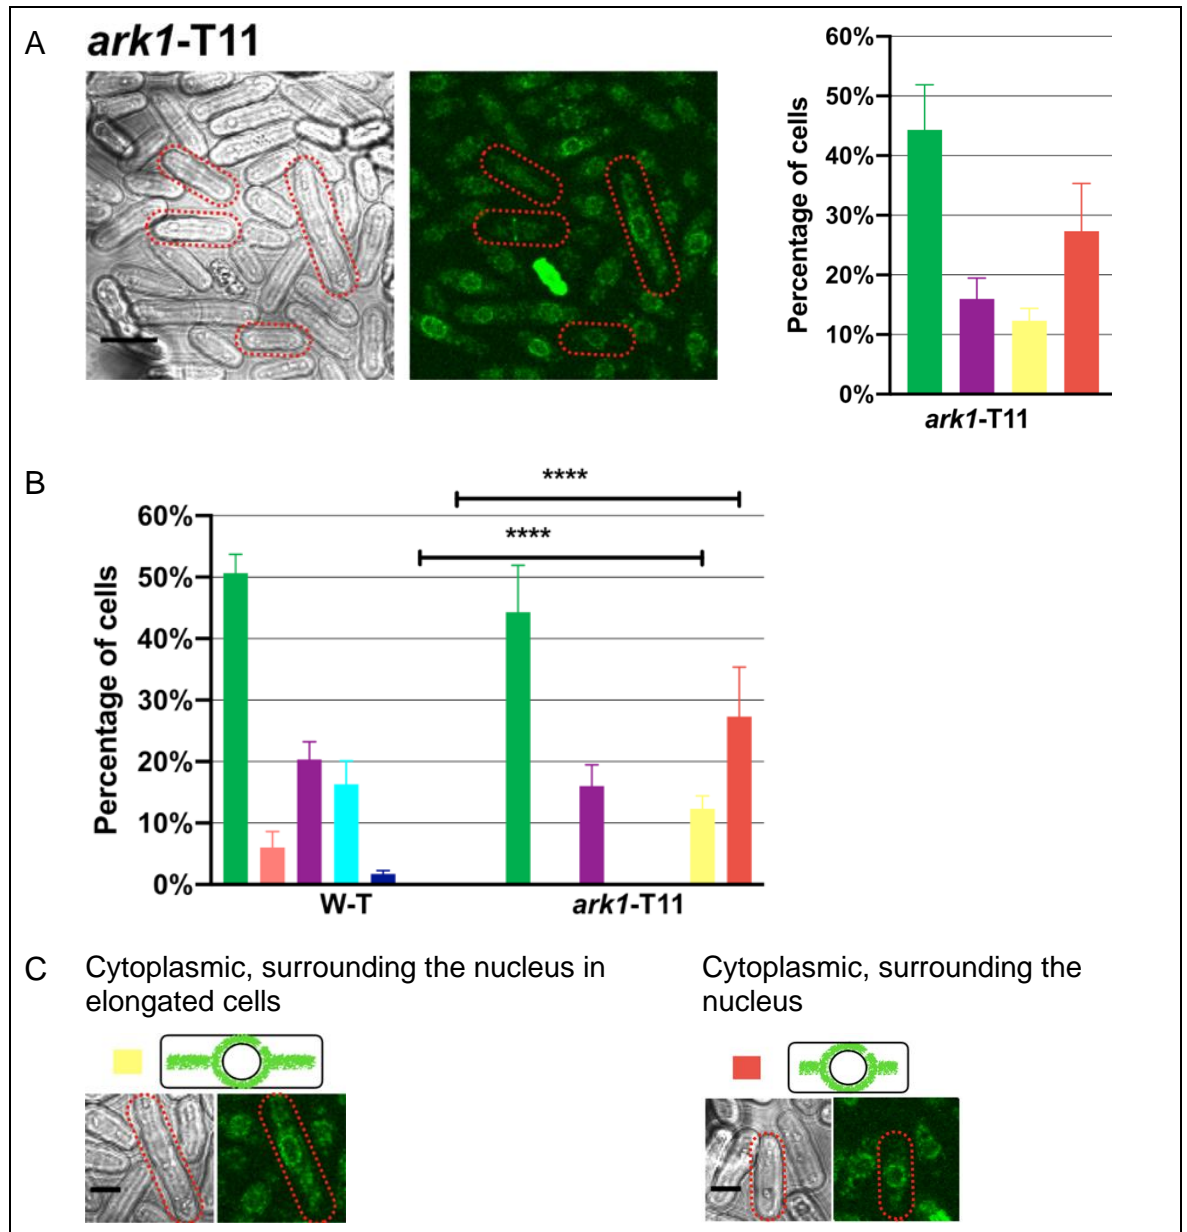 A
ark1-T11
60%
50%
40%
30%
20%
10%
0%
Percentage of cells
ark1-T11
B
****
****
60%
50%
40%
30%
20%
10%
0%
Percentage of cells
W-T
ark1-T11
C
Cytoplasmic, surrounding the nucleus in
elongated cells
Cytoplasmic, surrounding the
nucleus